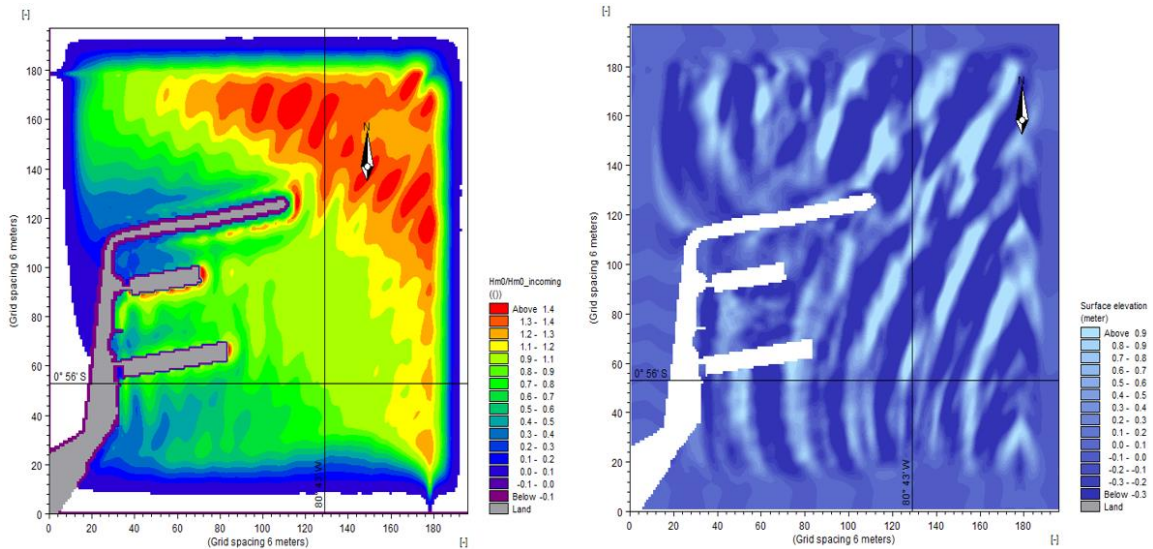 [-]
180
160
140
120
100
80
60
40
20
0
(Grid spacing 6 meters)
0° 56' S
80° 43' W
N
0 20 40 60 80 100 120 140 160 180
(Grid spacing 6 meters)
[-]
Hm0/Hm0_incoming
(())
Above 1.4
1.3 - 1.4
1.2 - 1.3
1.1 - 1.2
0.9 - 1.1
0.8 - 0.9
0.7 - 0.8
0.6 - 0.7
0.5 - 0.6
0.4 - 0.5
0.3 - 0.4
0.2 - 0.3
0.1 - 0.2
0.0 - 0.1
-0.1 - 0.0
Below -0.1
Land
[-]
180
160
140
120
100
80
60
40
20
0
(Grid spacing 6 meters)
0° 56' S
80° 43' W
N
0 20 40 60 80 100 120 140 160 180
(Grid spacing 6 meters)
[-]
Surface elevation
(meter)
Above 0.9
0.8 - 0.9
0.7 - 0.8
0.6 - 0.7
0.5 - 0.6
0.4 - 0.5
0.3 - 0.4
0.2 - 0.3
0.1 - 0.2
0.0 - 0.1
-0.1 - 0.0
-0.2 - -0.1
-0.3 - -0.2
Below -0.3
Land